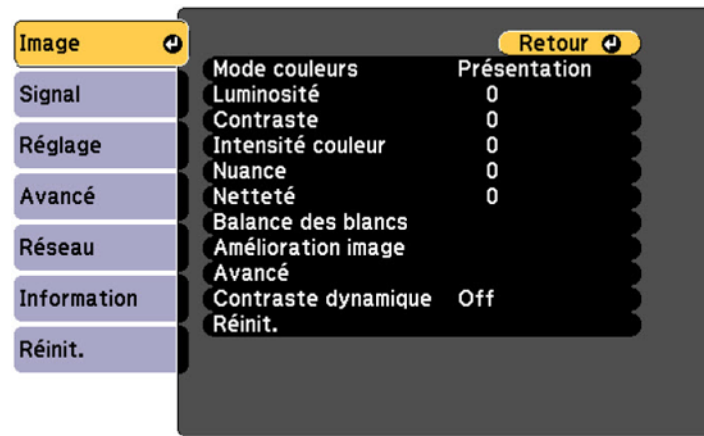 Image
Signal
Réglage
Avancé
Réseau
Information
Réinit.
Retour
Mode couleurs Présentation
Luminosité 0
Contraste 0
Intensité couleur 0
Nuance 0
Netteté 0
Balance des blancs
Amélioration image
Avancé
Contraste dynamique Off
Réinit.